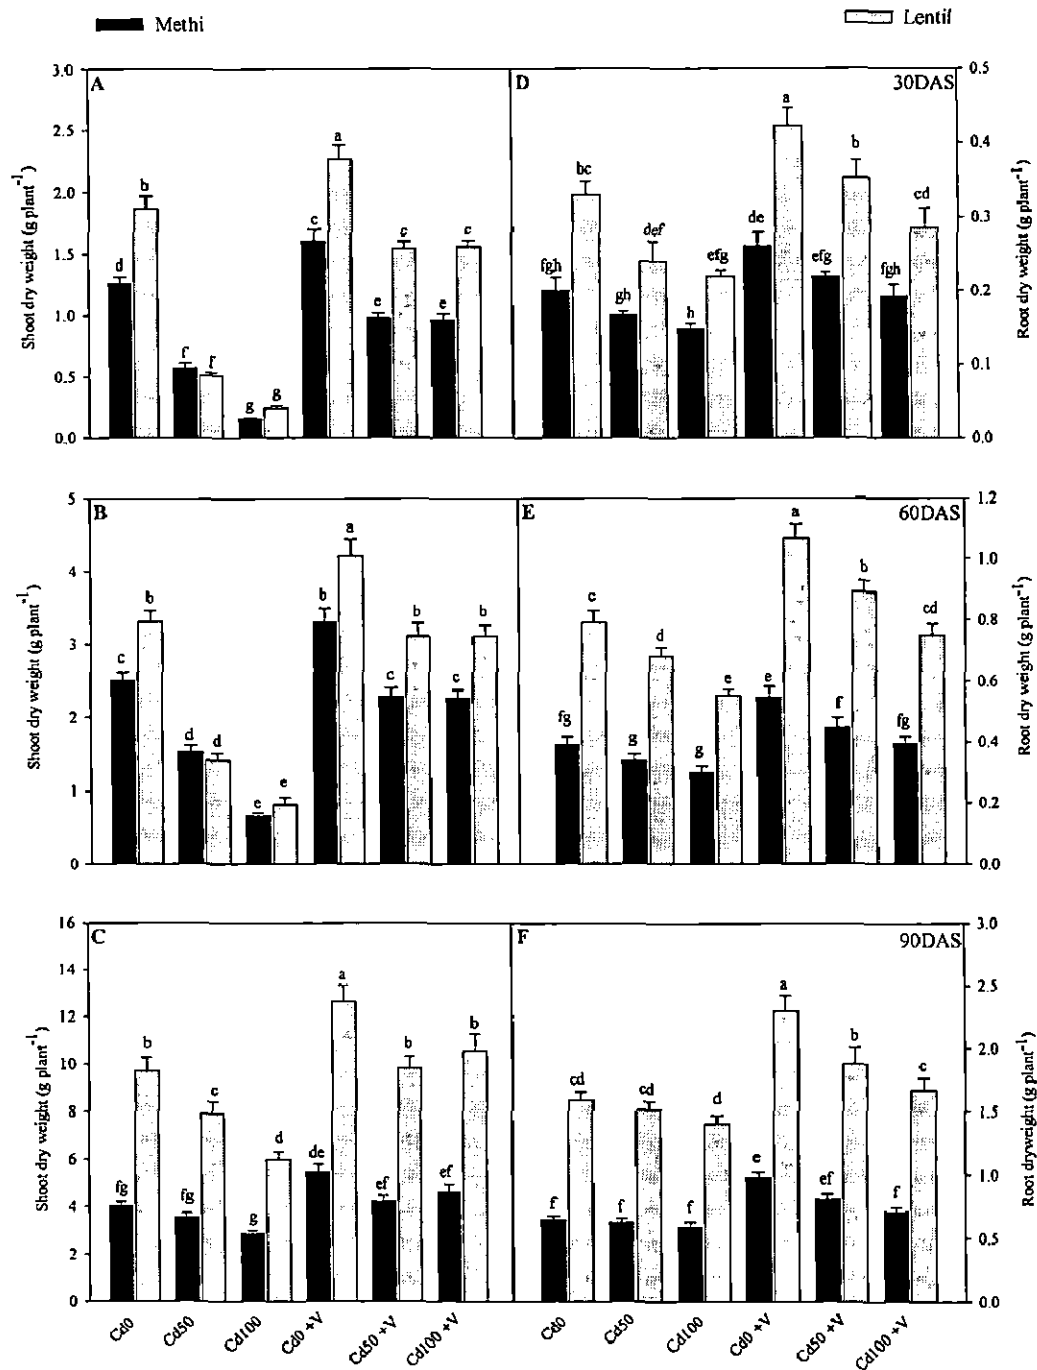 Methi
Lentil
A
D
30DAS
3.0
2.5
2.0
1.5
1.0
0.5
0.0
Shoot dry weight (g plant-1)
d
b
f
f
g
g
c
a
e
c
e
c
fgh
bc
gh
def
h
efg
de
a
efg
b
fgh
cd
0.5
0.4
0.3
0.2
0.1
0.0
Root dry weight (g plant-1)
B
E
60DAS
5
4
3
2
1
0
Shoot dry weight (g plant-1)
c
b
d
d
e
e
b
a
c
b
c
b
fg
c
g
d
g
e
e
a
f
b
fg
cd
1.2
1.0
0.8
0.6
0.4
0.2
0.0
Root dry weight (g plant-1)
C
F
90DAS
16
14
12
10
8
6
4
2
0
Shoot dry weight (g plant-1)
fg
b
fg
c
g
d
de
a
ef
b
ef
b
f
cd
f
cd
f
d
e
a
ef
b
f
c
3.0
2.5
2.0
1.5
1.0
0.5
0.0
Root dryweight (g plant-1)
Cd0
Cd50
Cd100
Cd0 +V
Cd50 +V
Cd100 +V
Cd0
Cd50
Cd100
Cd0 +V
Cd50 +V
Cd100 +V